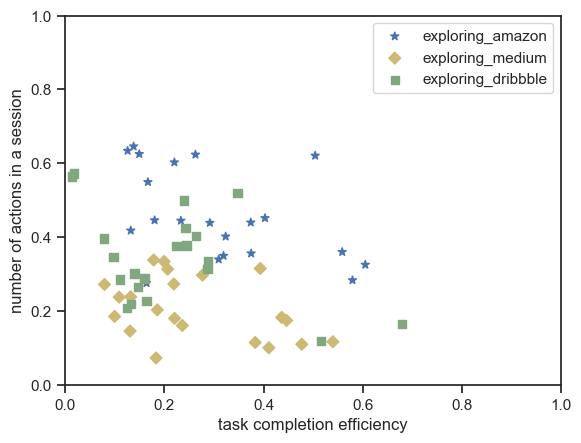 1.0
0.8
0.6
0.4
0.2
0.0
number of actions in a session
exploring_amazon
exploring_medium
exploring_dribbble
0.0 0.2 0.4 0.6 0.8 1.0
task completion efficiency